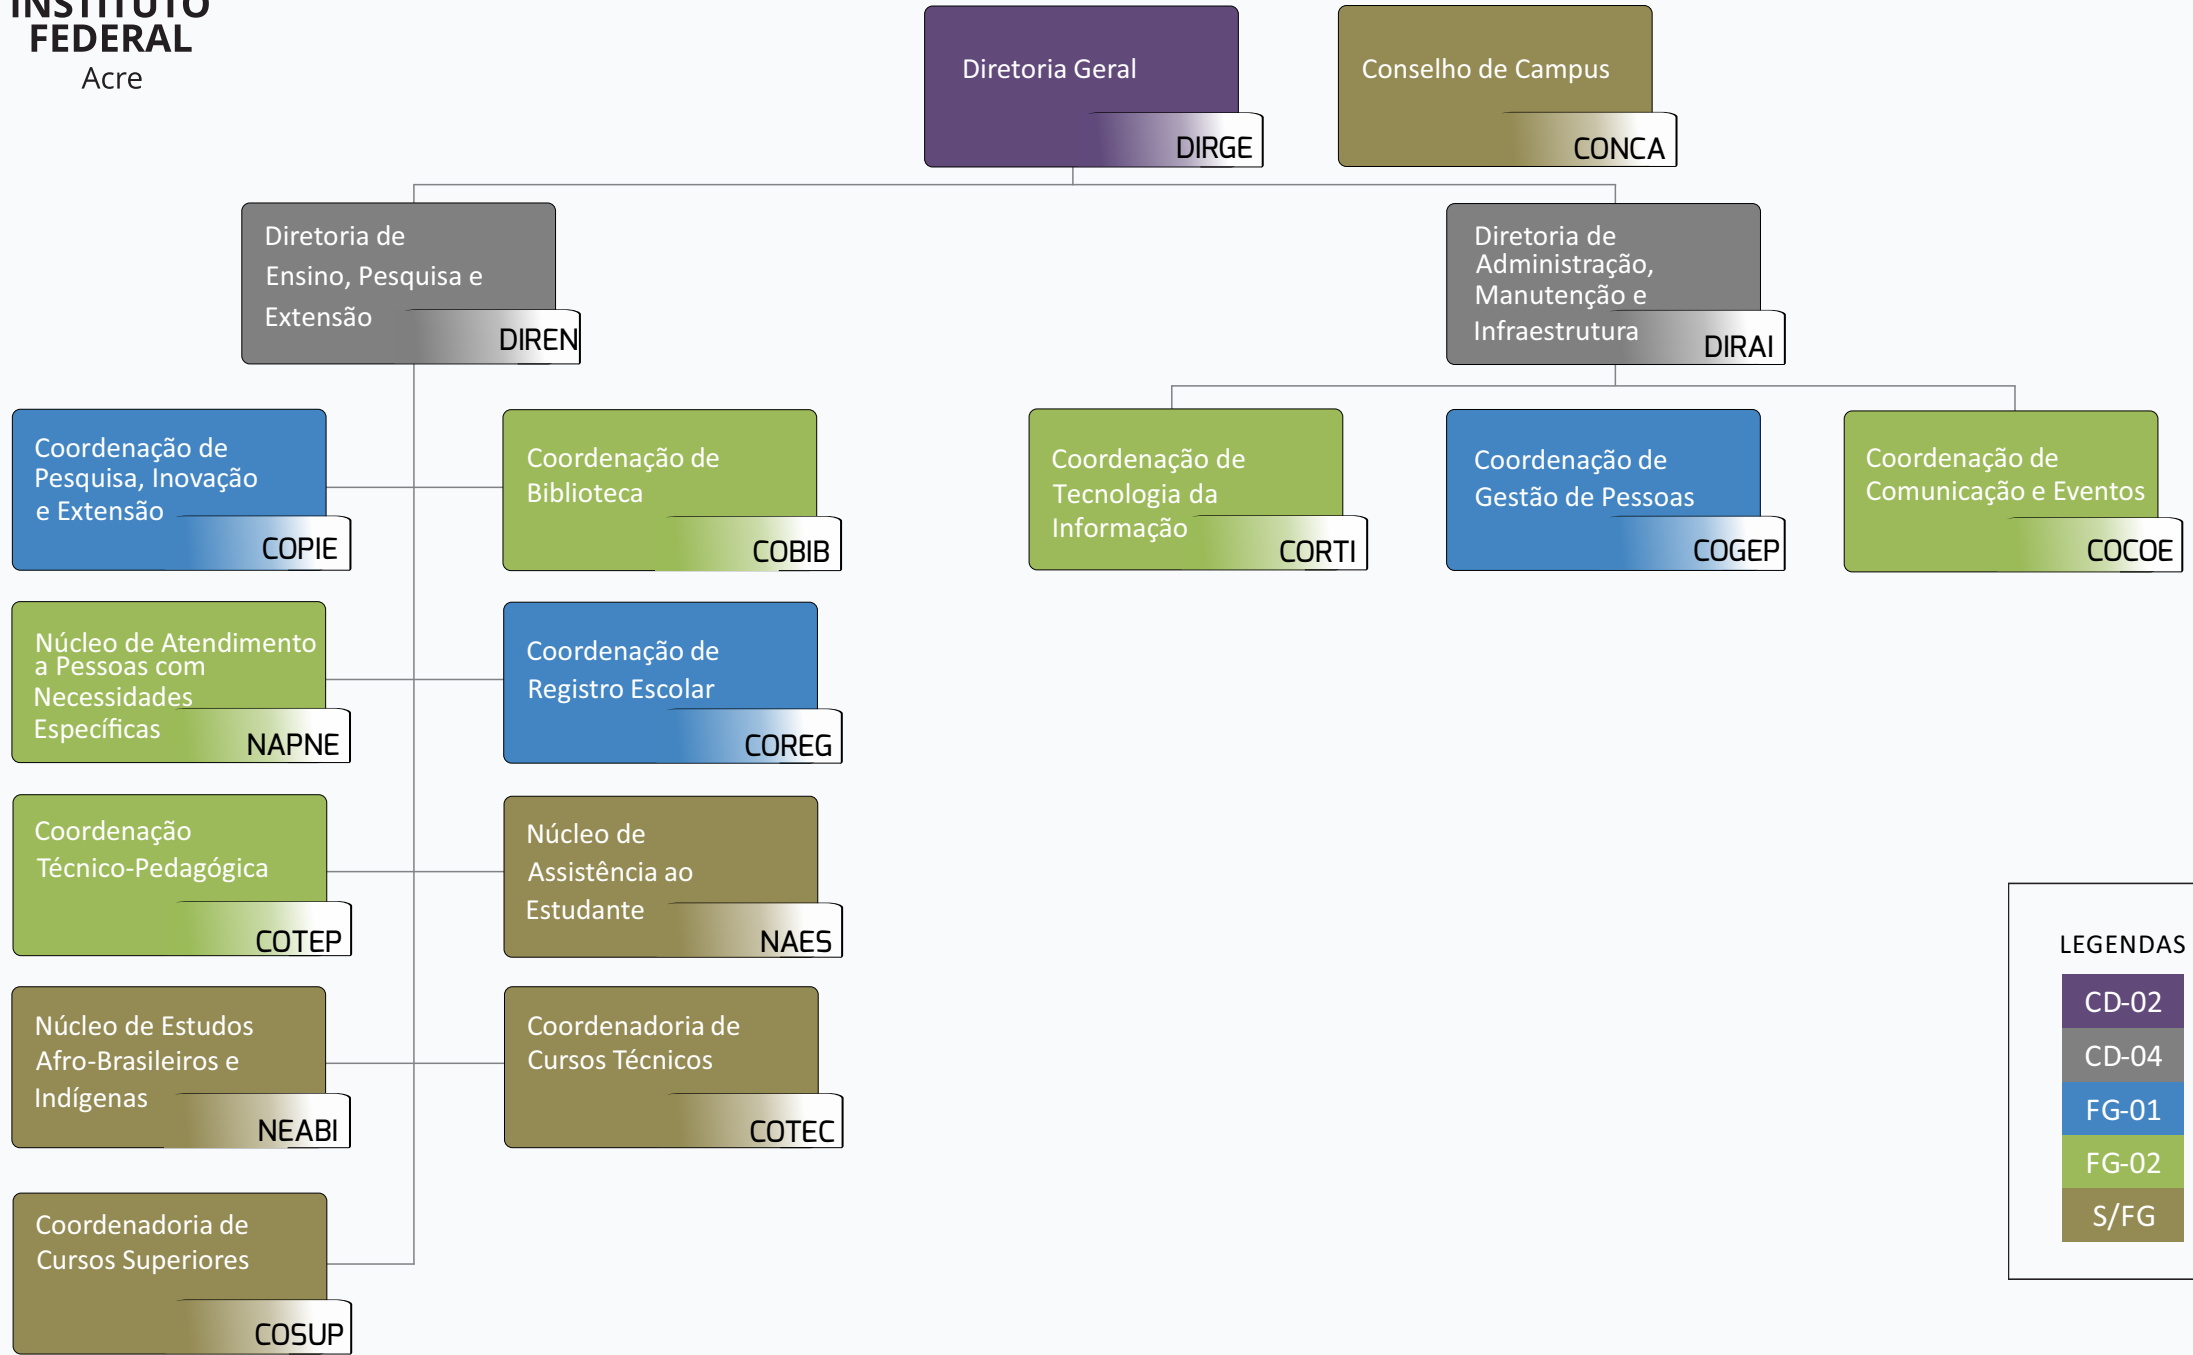 INSTITUTO
FEDERAL
Acre
Diretoria Geral
DIRGE
Conselho de Campus
CONCA
Diretoria de
Ensino, Pesquisa e
Extensão
DIREN
Diretoria de
Administração,
Manutenção e
Infraestrutura
DIRAI
Coordenação de
Pesquisa, Inovação
e Extensão
COPIE
Coordenação de
Biblioteca
COBIB
Coordenação de
Tecnologia da
Informação
CORTI
Coordenação de
Gestão de Pessoas
COGEP
Coordenação de
Comunicação e Eventos
COCOE
Núcleo de Atendimento
a Pessoas com
Necessidades
Específicas
NAPNE
Coordenação de
Registro Escolar
COREG
Coordenação
Técnico-Pedagógica
COTEP
Núcleo de
Assistência ao
Estudante
NAES
Núcleo de Estudos
Afro-Brasileiros e
Indígenas
NEABI
Coordenadoria de
Cursos Técnicos
COTEC
Coordenadoria de
Cursos Superiores
COSUP
LEGENDAS
CD-02
CD-04
FG-01
FG-02
S/FG